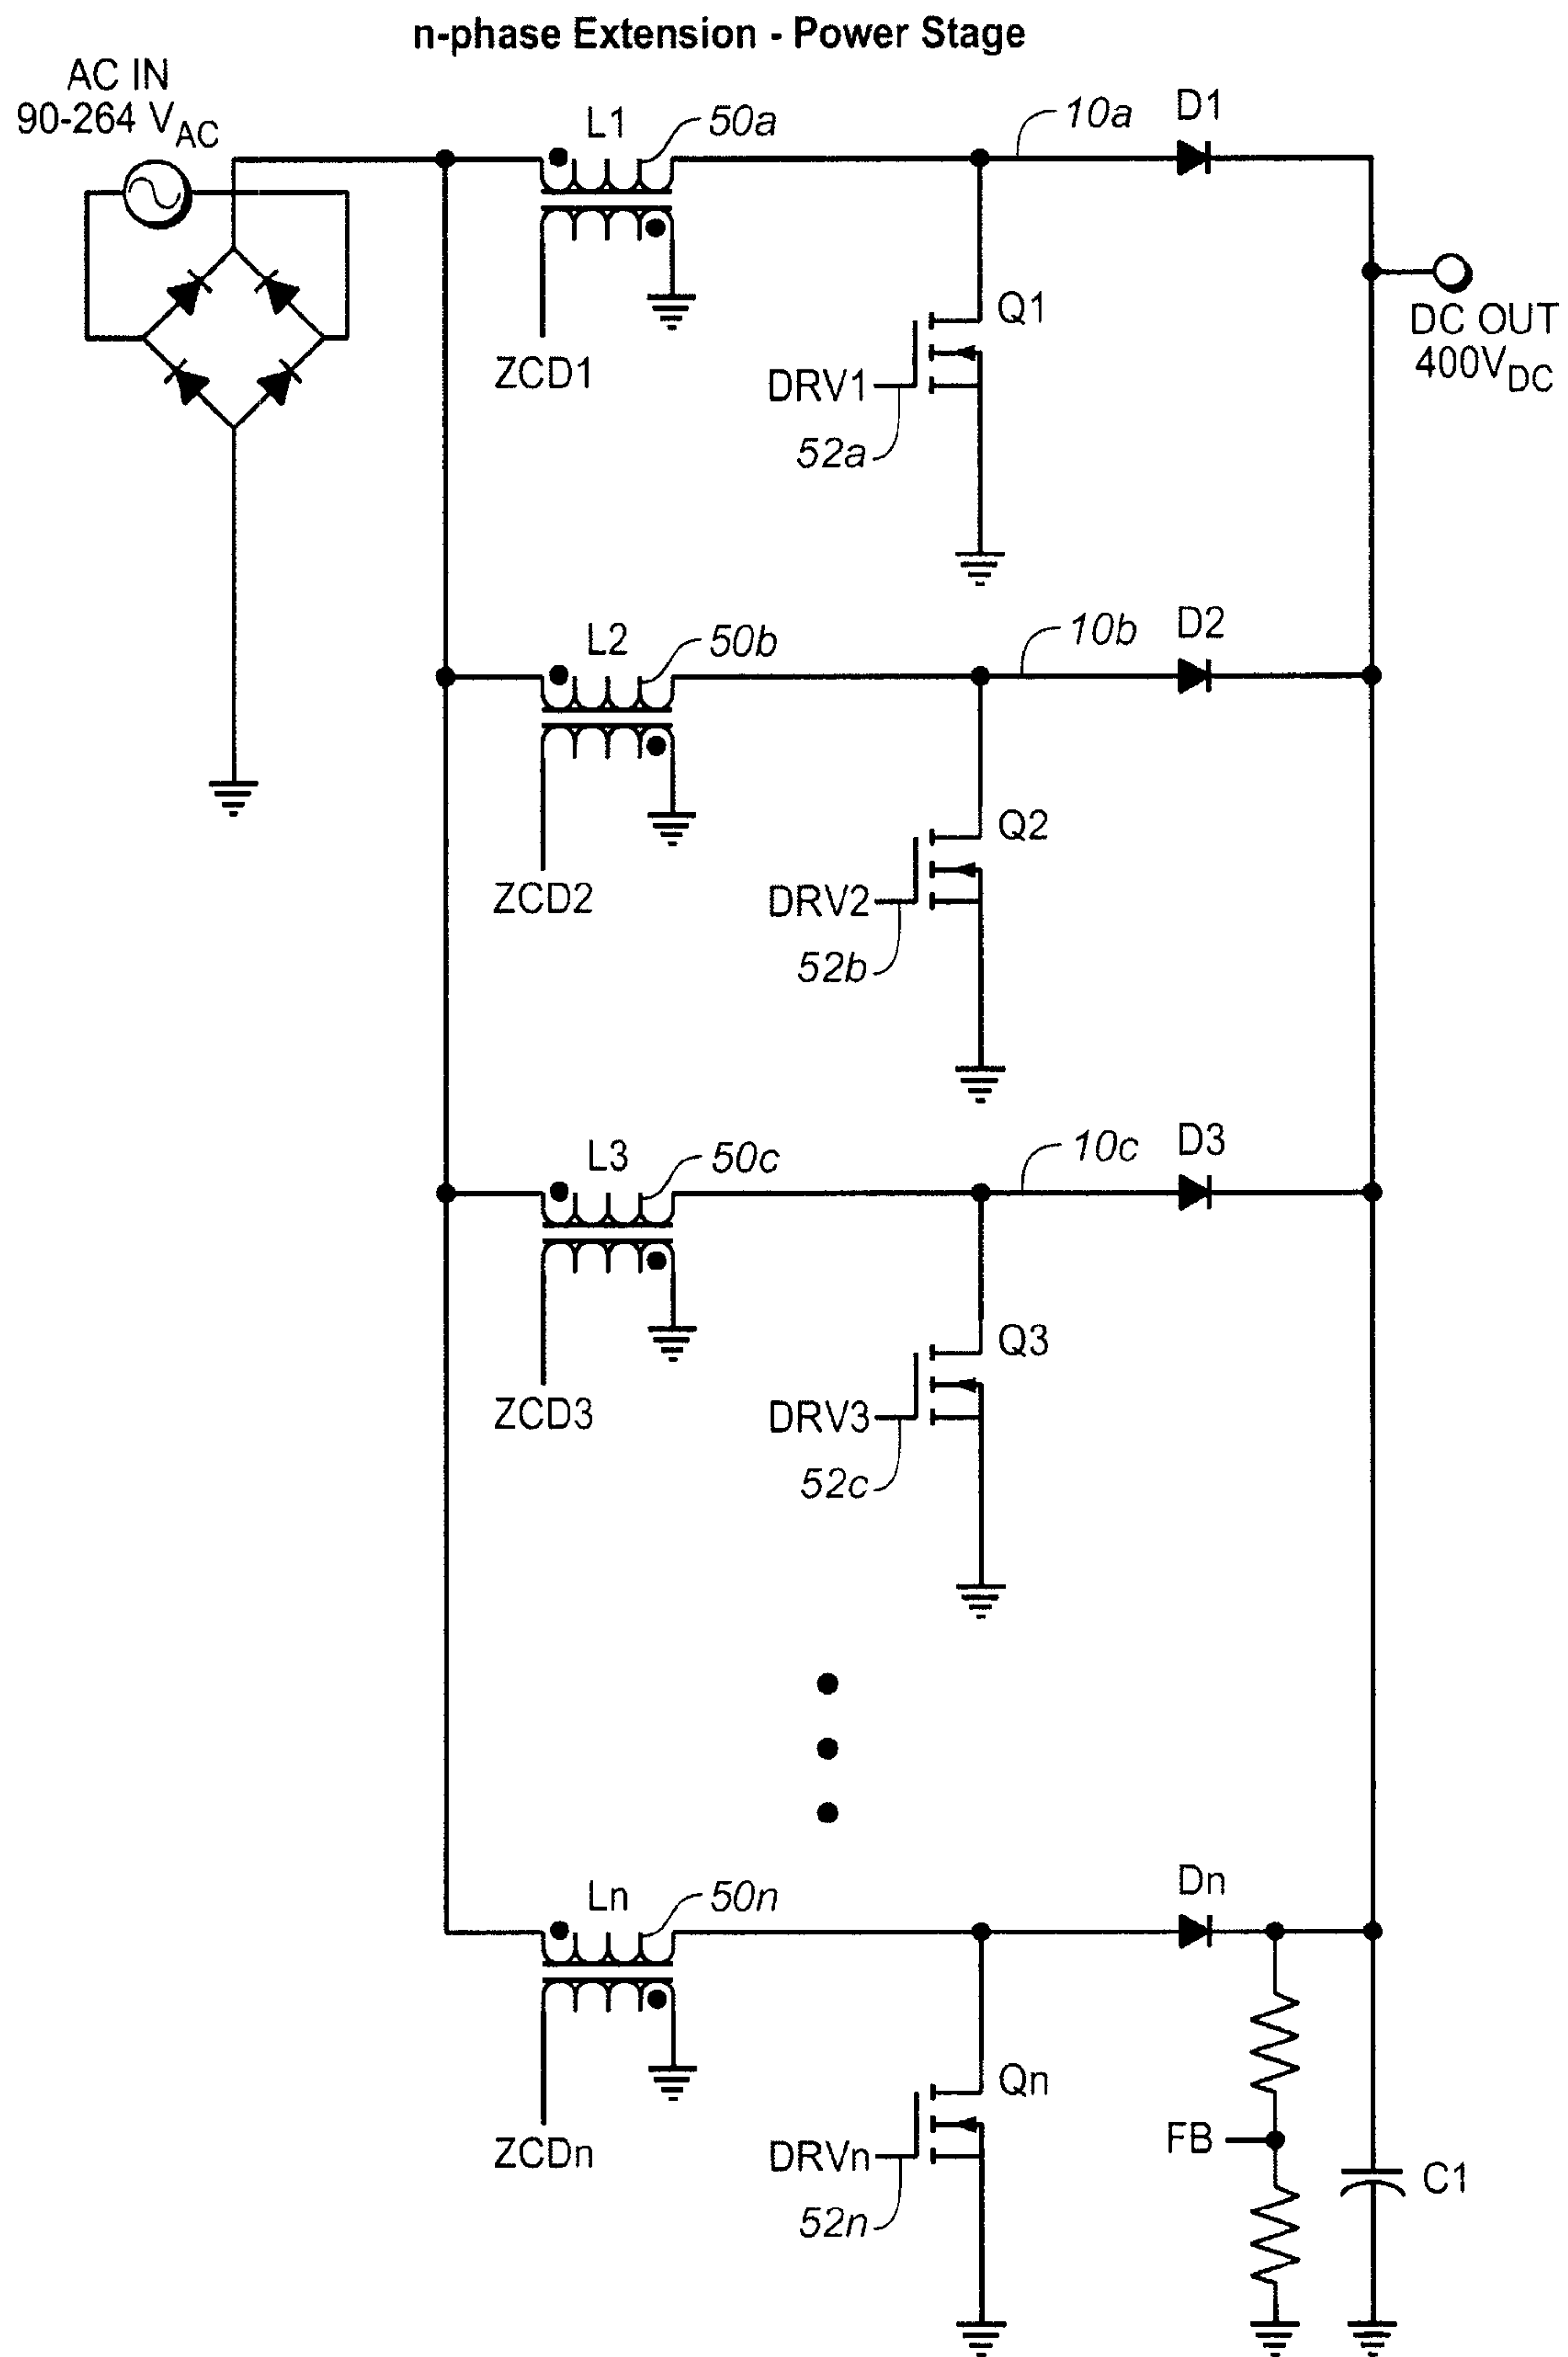 n-phase Extension - Power Stage
AC IN
90-264 VAC
L1
50a
10a
D1
ZCD1
Q1
DRV1
52a
DC OUT
400VDC
L2
50b
10b
D2
ZCD2
Q2
DRV2
52b
L3
50c
10c
D3
ZCD3
Q3
DRV3
52c
Ln
50n
Dn
ZCDn
Qn
DRVn
52n
FB
C1